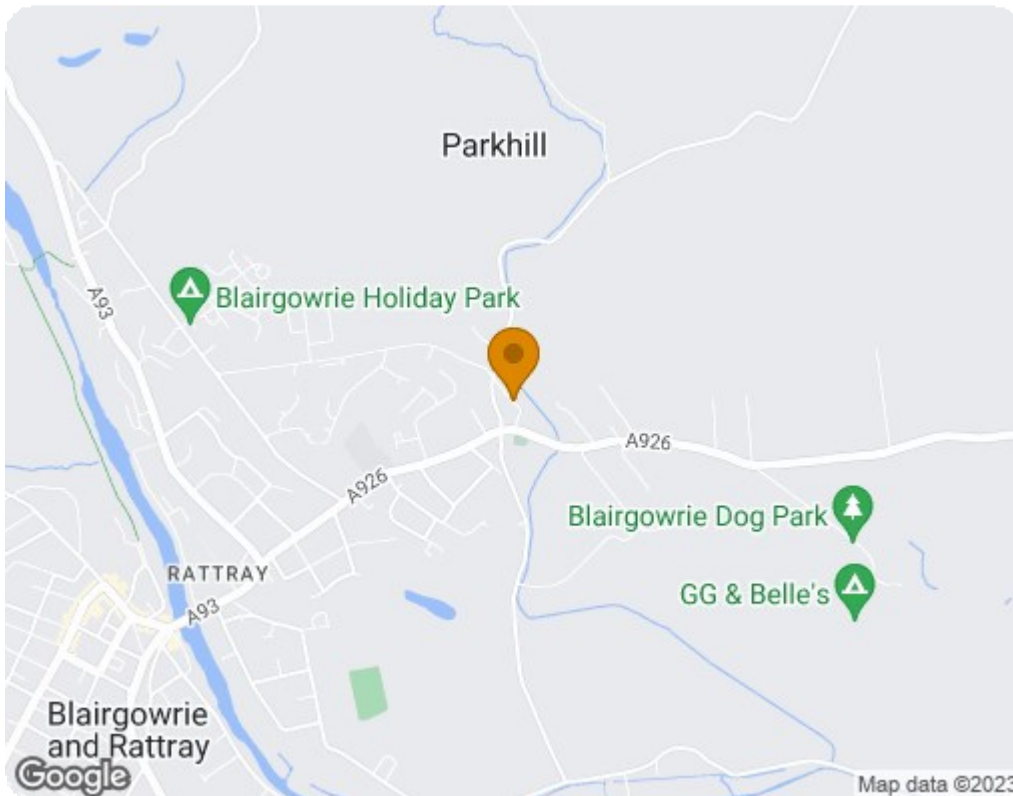 Parkhill
A93
Blairgowrie Holiday Park
A926
A926
Blairgowrie Dog Park
RATTRAY
GG & Belle's
A93
Blairgowrie
and Rattray
Google
Map data ©2023